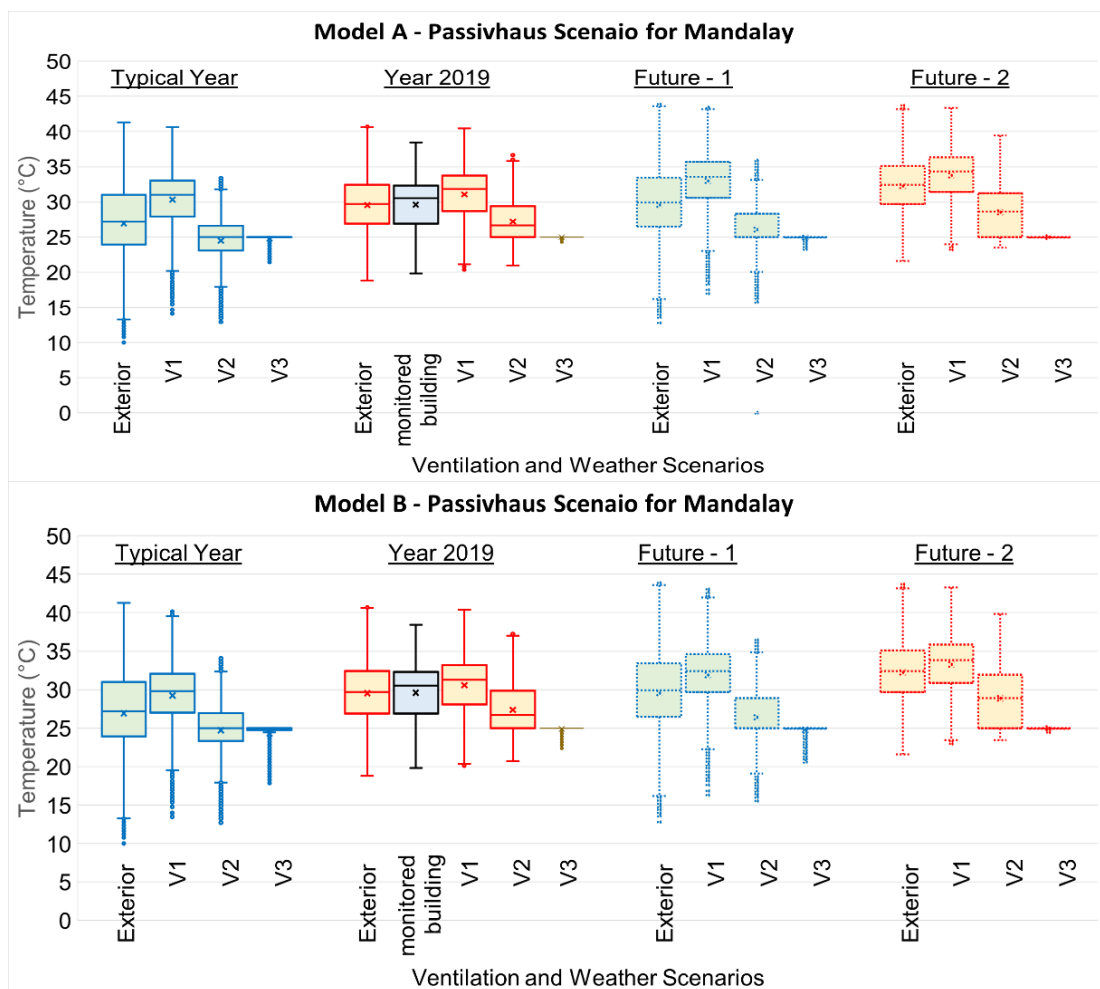 Model A - Passivhaus Scenaio for Mandalay
Typical Year
Year 2019
Future - 1
Future - 2
Temperature (°C)
50
45
40
35
30
25
20
15
10
5
0
Exterior
V1
V2
V3
Exterior
monitored
building
V1
V2
V3
Exterior
V1
V2
V3
Exterior
V1
V2
V3
Ventilation and Weather Scenarios
Model B - Passivhaus Scenaio for Mandalay
Typical Year
Year 2019
Future - 1
Future - 2
Temperature (°C)
50
45
40
35
30
25
20
15
10
5
0
Exterior
V1
V2
V3
Exterior
monitored
building
V1
V2
V3
Exterior
V1
V2
V3
Exterior
V1
V2
V3
Ventilation and Weather Scenarios